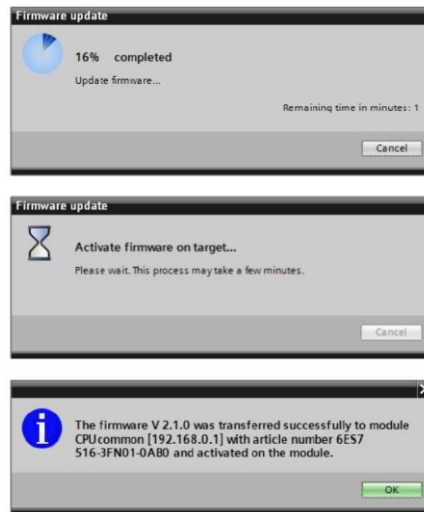 Firmware update
16% completed
Update firmware...
Remaining time in minutes: 1
Cancel
Firmware update
Activate firmware on target...
Please wait. This process may take a few minutes.
Cancel
The firmware V 2.1.0 was transferred successfully to module
CPUcommon [192.168.0.1] with article number 6ES7
516-3FN01-0AB0 and activated on the module.
OK